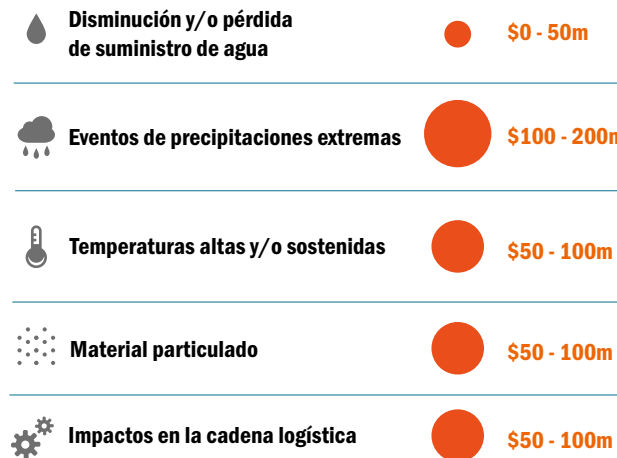 Disminución y/o pérdida
de suministro de agua
$0 - 50m
Eventos de precipitaciones extremas
$100 - 200m
Temperaturas altas y/o sostenidas
$50 - 100m
Material particulado
$50 - 100m
Impactos en la cadena logística
$50 - 100m